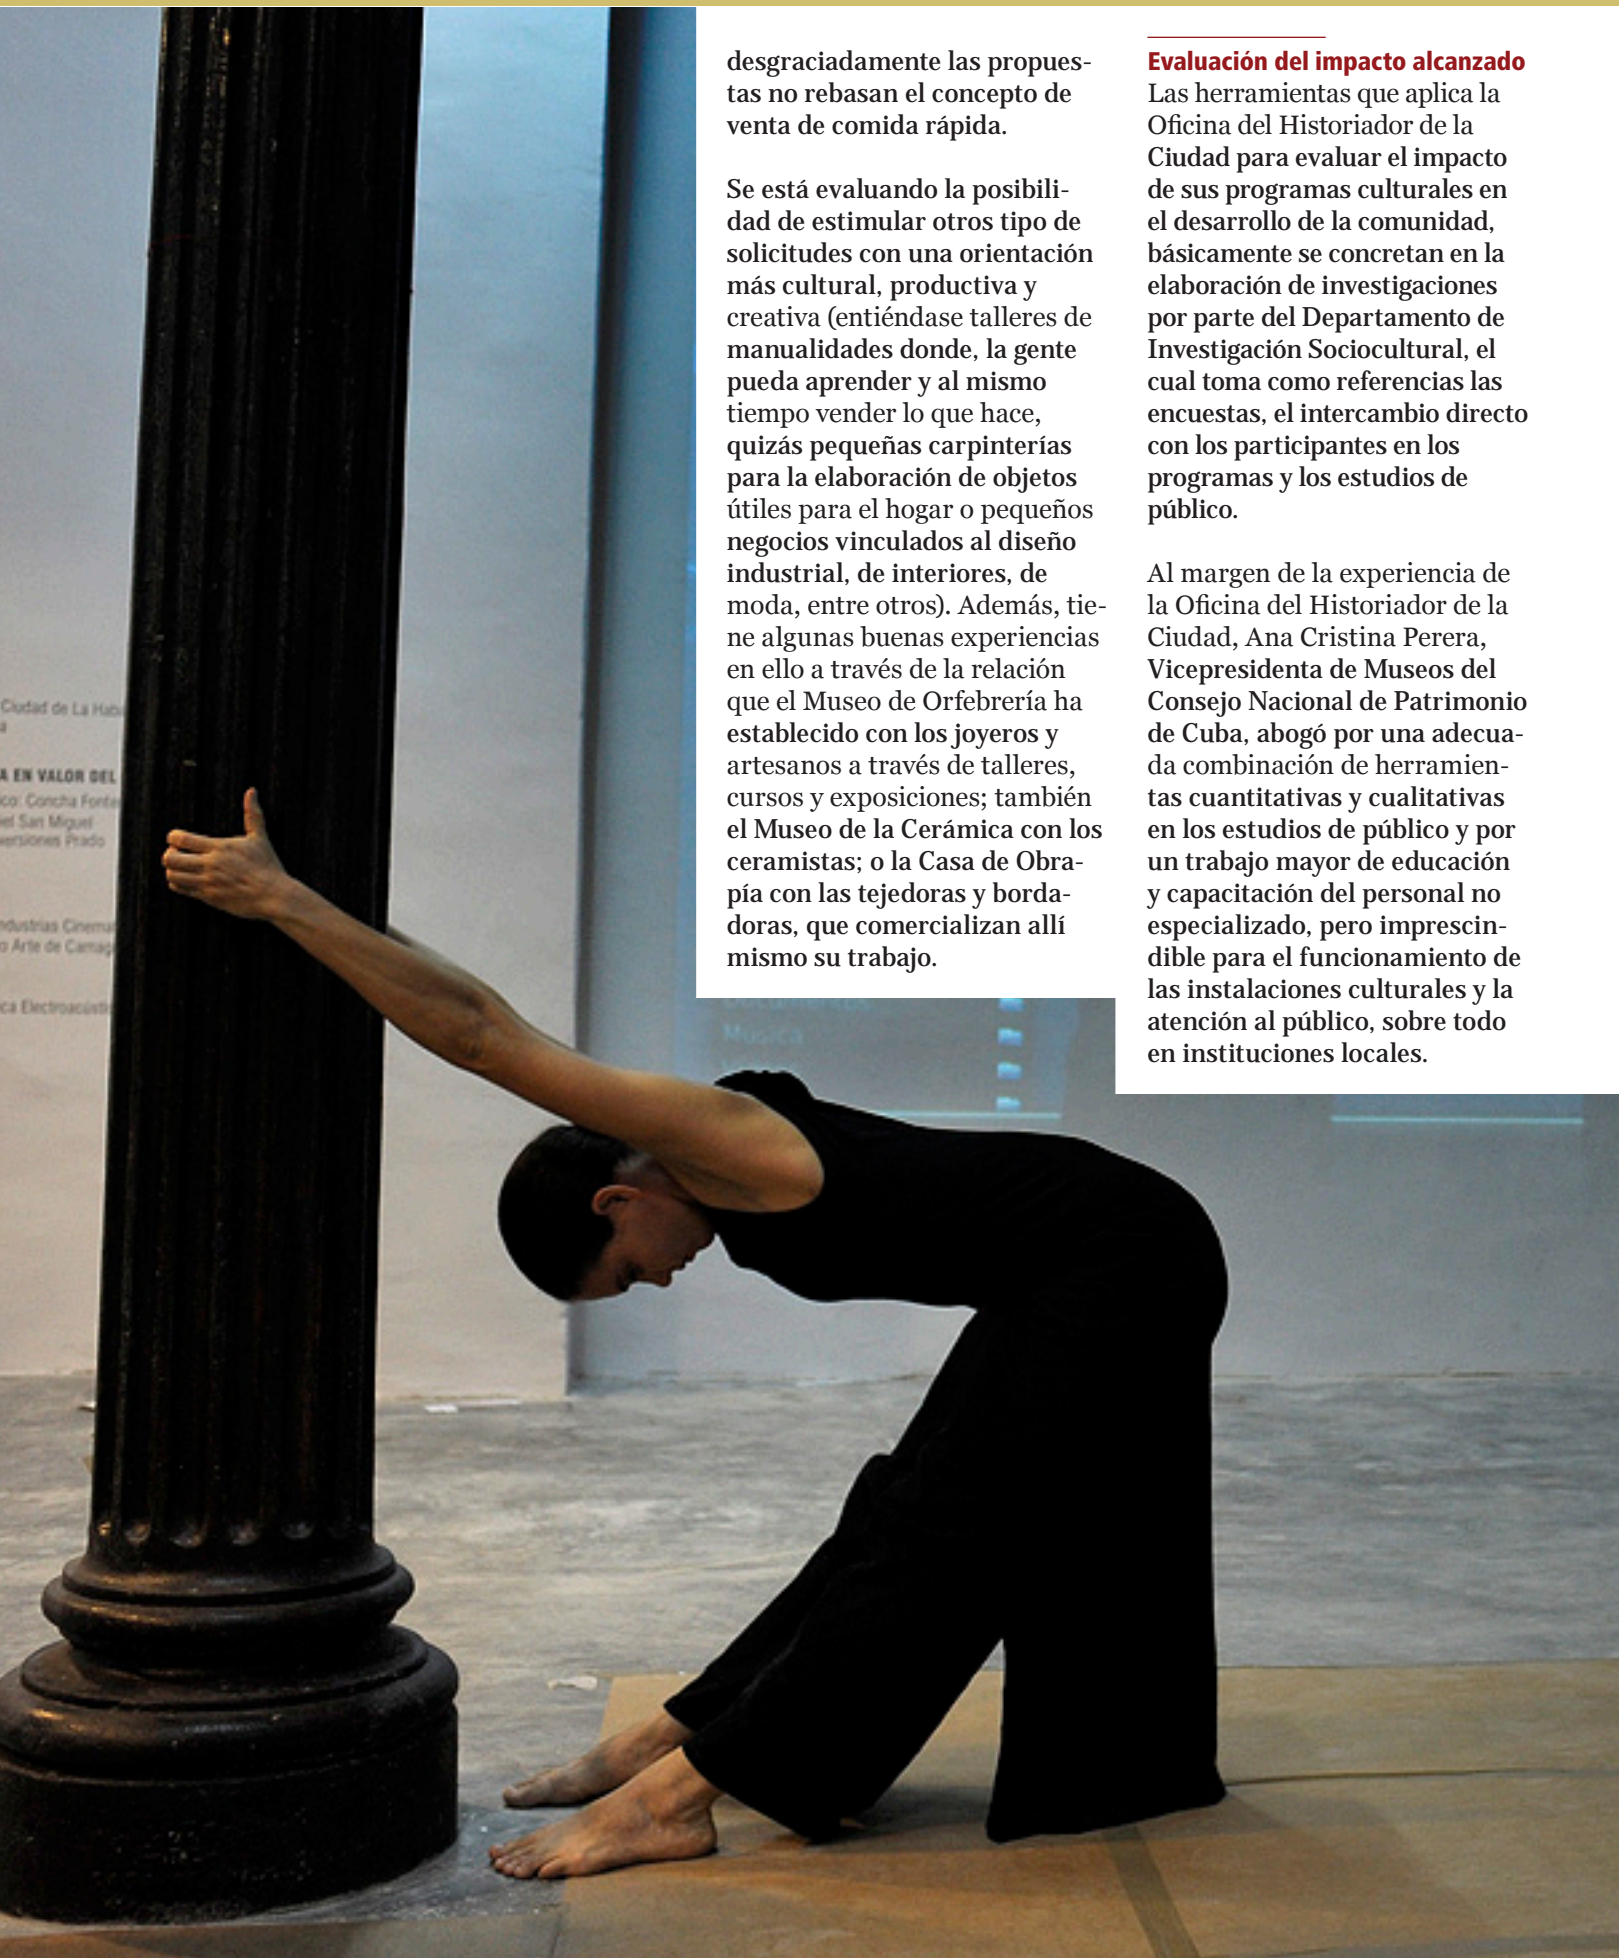 desgraciadamente las propues-
tas no rebasan el concepto de
venta de comida rápida.
Se está evaluando la posibili-
dad de estimular otros tipo de
solicitudes con una orientación
más cultural, productiva y
creativa (entiéndase talleres de
manualidades donde, la gente
pueda aprender y al mismo
tiempo vender lo que hace,
quizás pequeñas carpinterías
para la elaboración de objetos
útiles para el hogar o pequeños
negocios vinculados al diseño
industrial, de interiores, de
moda, entre otros). Además, tie-
ne algunas buenas experiencias
en ello a través de la relación
que el Museo de Orfebrería ha
establecido con los joyeros y
artesanos a través de talleres,
cursos y exposiciones; también
el Museo de la Cerámica con los
ceramistas; o la Casa de Obra-
pía con las tejedoras y borda-
doras, que comercializan allí
mismo su trabajo.
Evaluación del impacto alcanzado
Las herramientas que aplica la
Oficina del Historiador de la
Ciudad para evaluar el impacto
de sus programas culturales en
el desarrollo de la comunidad,
básicamente se concretan en la
elaboración de investigaciones
por parte del Departamento de
Investigación Sociocultural, el
cual toma como referencias las
encuestas, el intercambio directo
con los participantes en los
programas y los estudios de
público.
Al margen de la experiencia de
la Oficina del Historiador de la
Ciudad, Ana Cristina Perera,
Vicepresidenta de Museos del
Consejo Nacional de Patrimonio
de Cuba, abogó por una adecua-
da combinación de herramien-
tas cuantitativas y cualitativas
en los estudios de público y por
un trabajo mayor de educación
y capacitación del personal no
especializado, pero imprescin-
dible para el funcionamiento de
las instalaciones culturales y la
atención al público, sobre todo
en instituciones locales.
Ciudad de La
A EN VALOR DEL
Concha
San Miguel
Prado
Arte de
Música